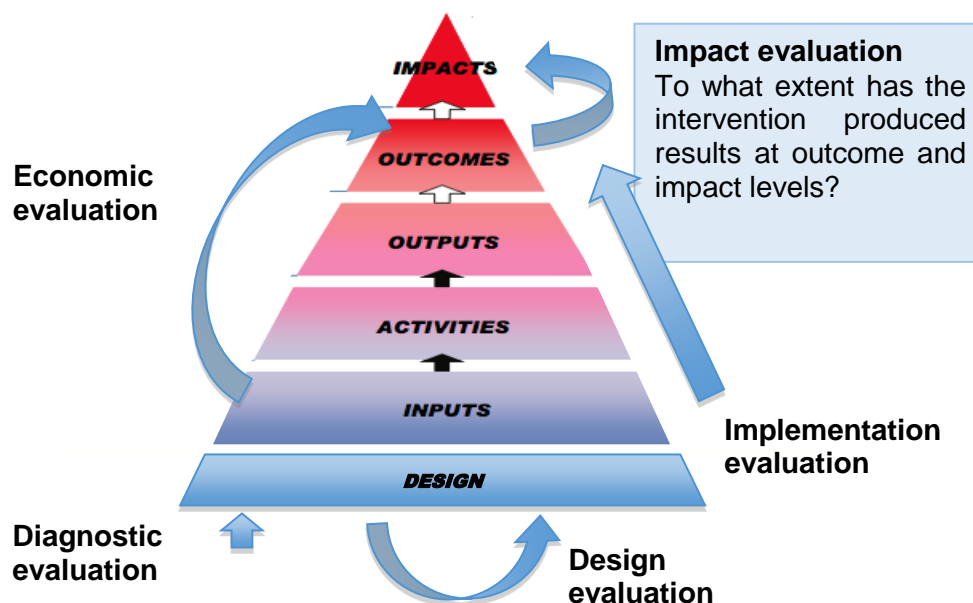 IMPACTS
Impact evaluation
To what extent has the
intervention produced
results at outcome and
impact levels?
OUTCOMES
Economic
evaluation
OUTPUTS
ACTIVITIES
INPUTS
Implementation
evaluation
DESIGN
Diagnostic
evaluation
Design
evaluation